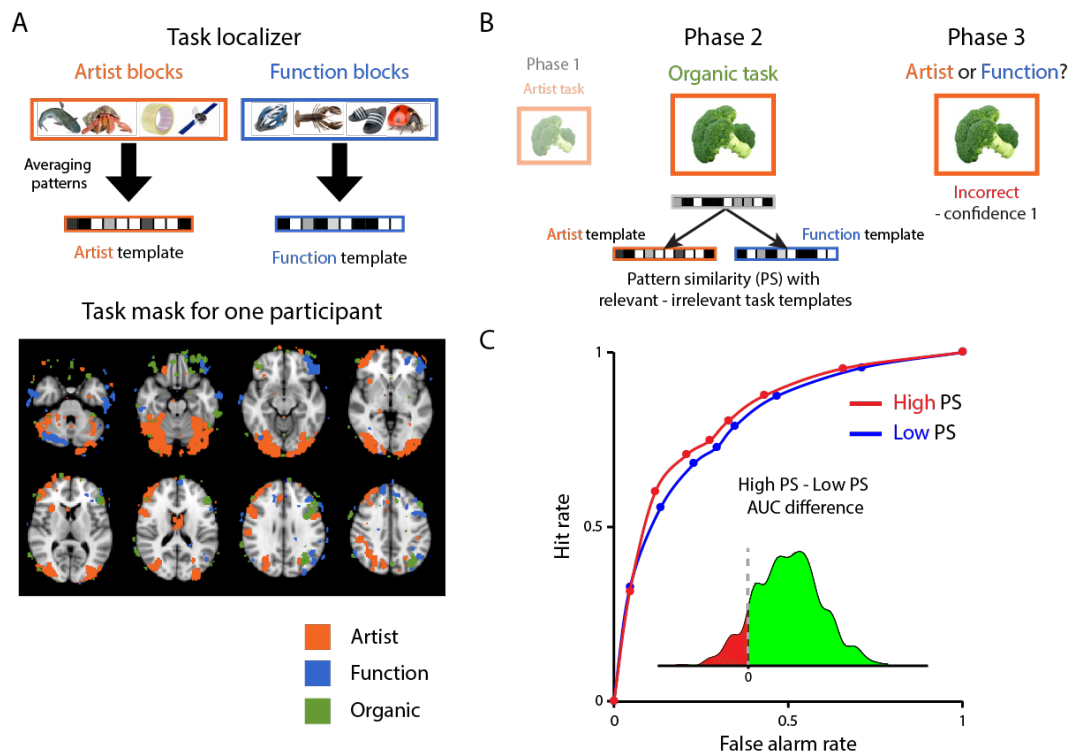 A
Task localizer
Artist blocks
Function blocks
Averaging
patterns
Artist template
Function template
Task mask for one participant
Artist
Function
Organic
B
Phase 1
Artist task
Phase 2
Organic task
Phase 3
Artist or Function?
Incorrect
- confidence 1
Artist template
Function template
Pattern similarity (PS) with
relevant - irrelevant task templates
C
1
High PS
Low PS
High PS - Low PS
AUC difference
Hit rate
0.5
0
0
0
0.5
1
False alarm rate